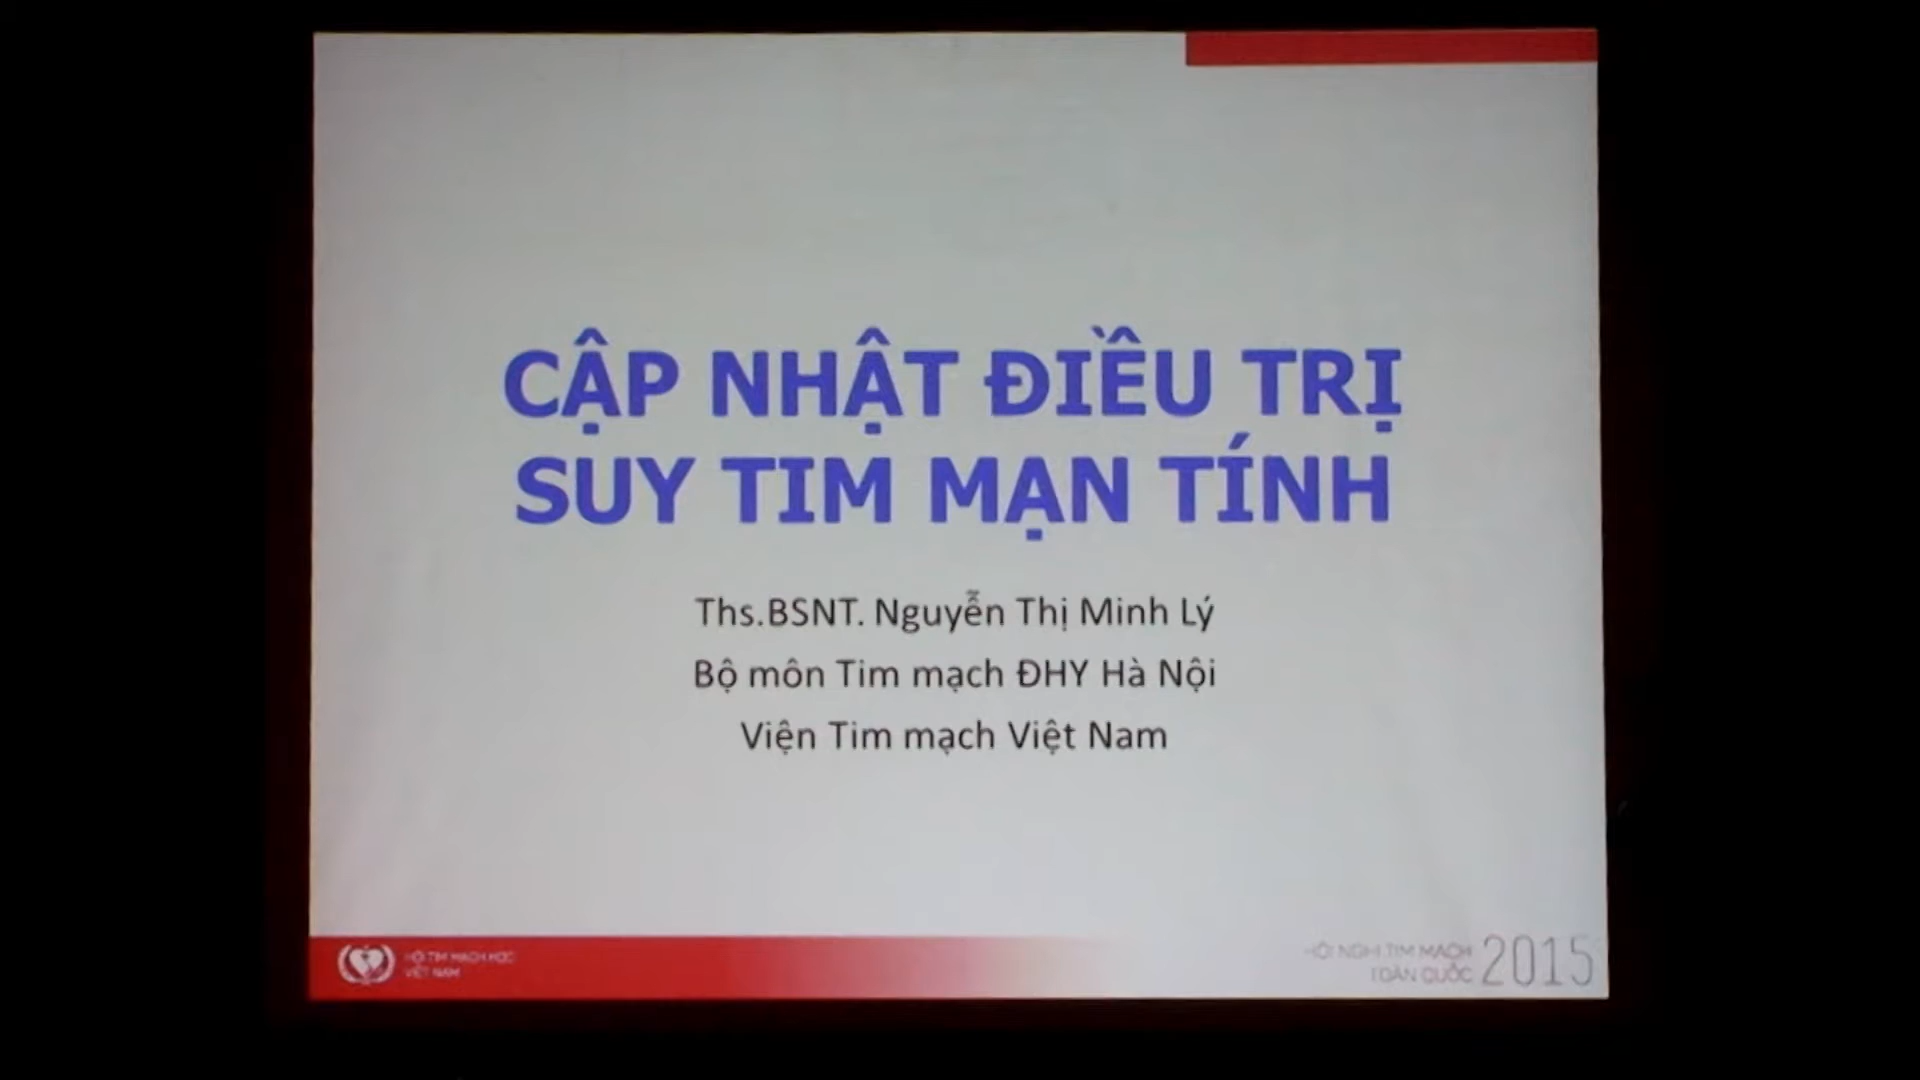 CẬP NHẬT ĐIỀU TRỊ
SUY TIM MẠN TÍNH
Ths.BSNT. Nguyễn Thị Minh Lý
Bộ môn Tim mạch ĐHY Hà Nội
Viện Tim mạch Việt Nam
HỘI TIM MẠCH HỌC
VIỆT NAM
HỘI NGHỊ TIM MẠCH
TOÀN QUỐC 2015